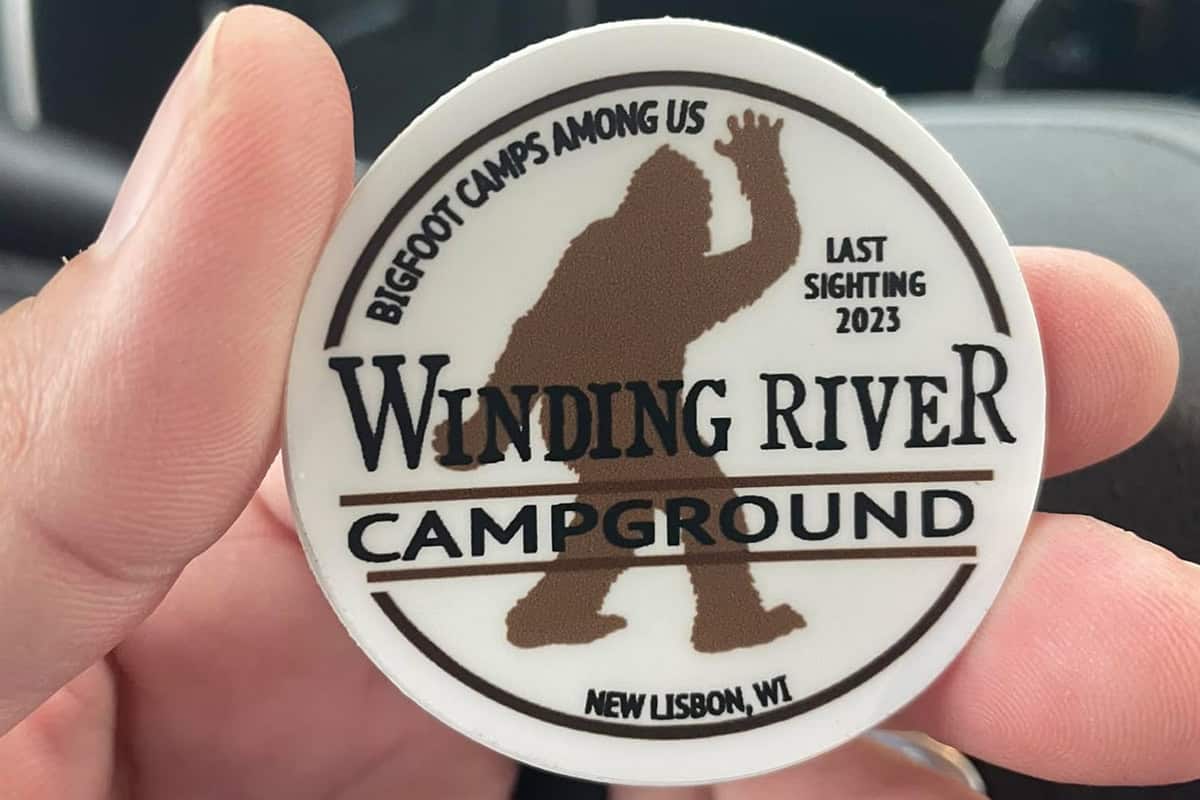 BIGFOOT CAMPS AMONG US
LAST
SIGHTING
2023
WINDING RIVER
CAMPGROUND
NEW LISBON, WI